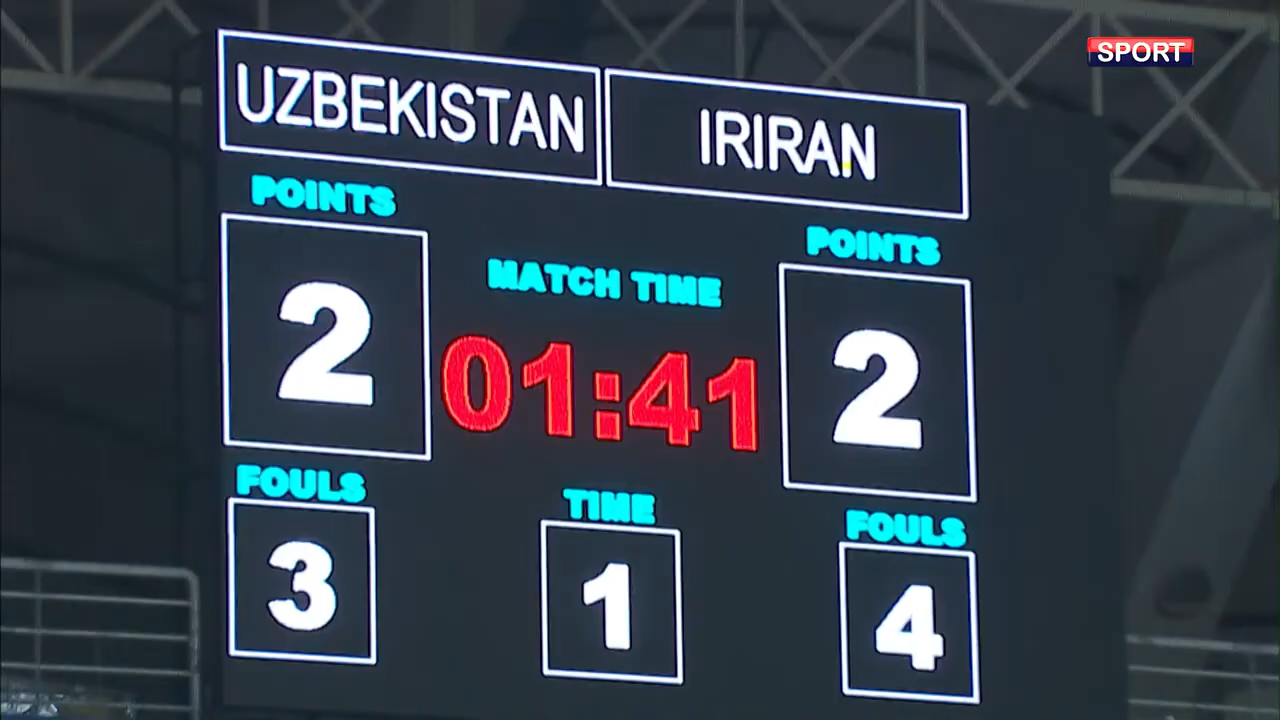 SPORT
UZBEKISTAN IRIRAN
POINTS POINTS
MATCH TIME
2 01:41 2
FOULS TIME FOULS
3 1 4